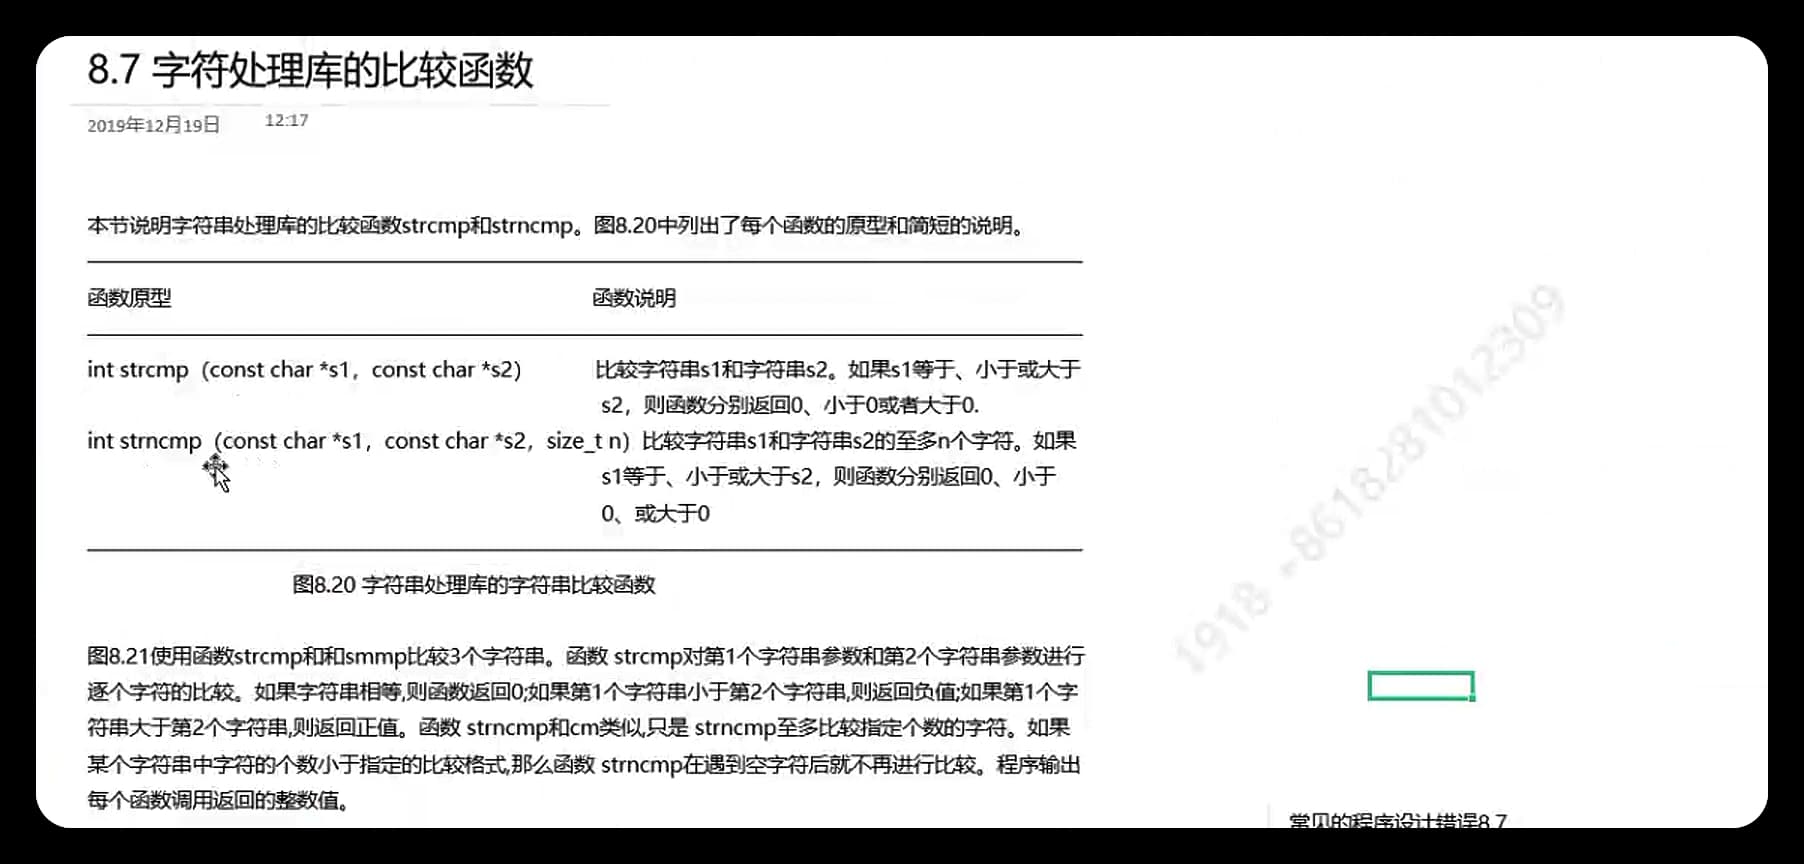 8.7 字符处理库的比较函数
2019年12月19日 12:17
本节说明字符串处理库的比较函数strcmp和strncmp。图8.20中列出了每个函数的原型和简短的说明。
函数原型 函数说明
int strcmp（const char *s1，const char *s2） 比较字符串s1和字符串s2。如果s1等于、小于或大于
s2，则函数分别返回0、小于0或者大于0.
int strncmp（const char *s1，const char *s2，size_t n）比较字符串s1和字符串s2的至多n个字符。如果
s1等于、小于或大于s2，则函数分别返回0、小于
0、或大于0
图8.20 字符串处理库的字符串比较函数
图8.21使用函数strcmp和和smmp比较3个字符串。函数 strcmp对第1个字符串参数和第2个字符串参数进行
逐个字符的比较。如果字符串相等,则函数返回0;如果第1个字符串小于第2个字符串,则返回负值;如果第1个字
符串大于第2个字符串,则返回正值。函数 strncmp和cm类似,只是 strncmp至多比较指定个数的字符。如果
某个字符串中字符的个数小于指定的比较格式,那么函数 strncmp在遇到空字符后就不再进行比较。程序输出
每个函数调用返回的整数值。
1918 -8618281012309
常见的程序设计错误8.7